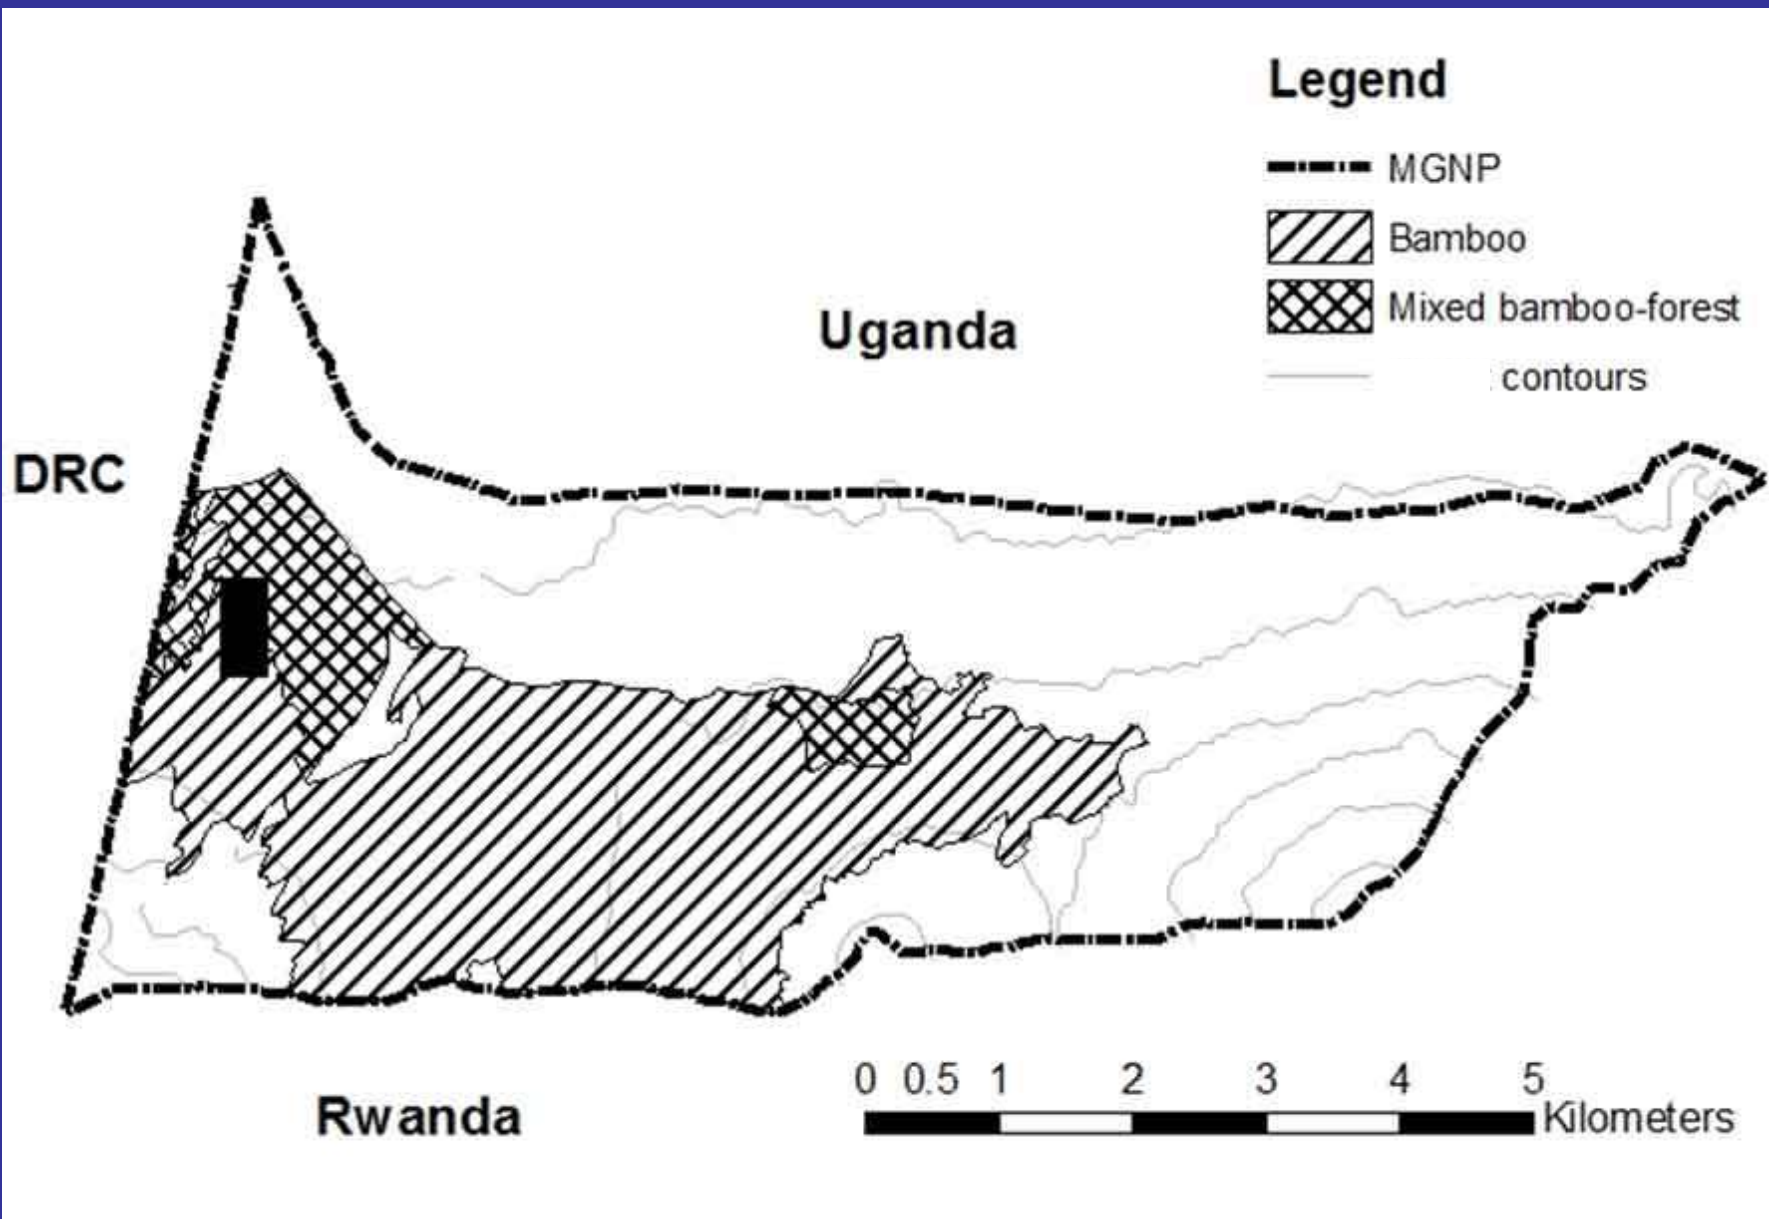 Legend
MGNP
Bamboo
Uganda
Mixed bamboo-forest
contours
DRC
0 0.5 1 2 3 4 5
Kilometers
Rwanda